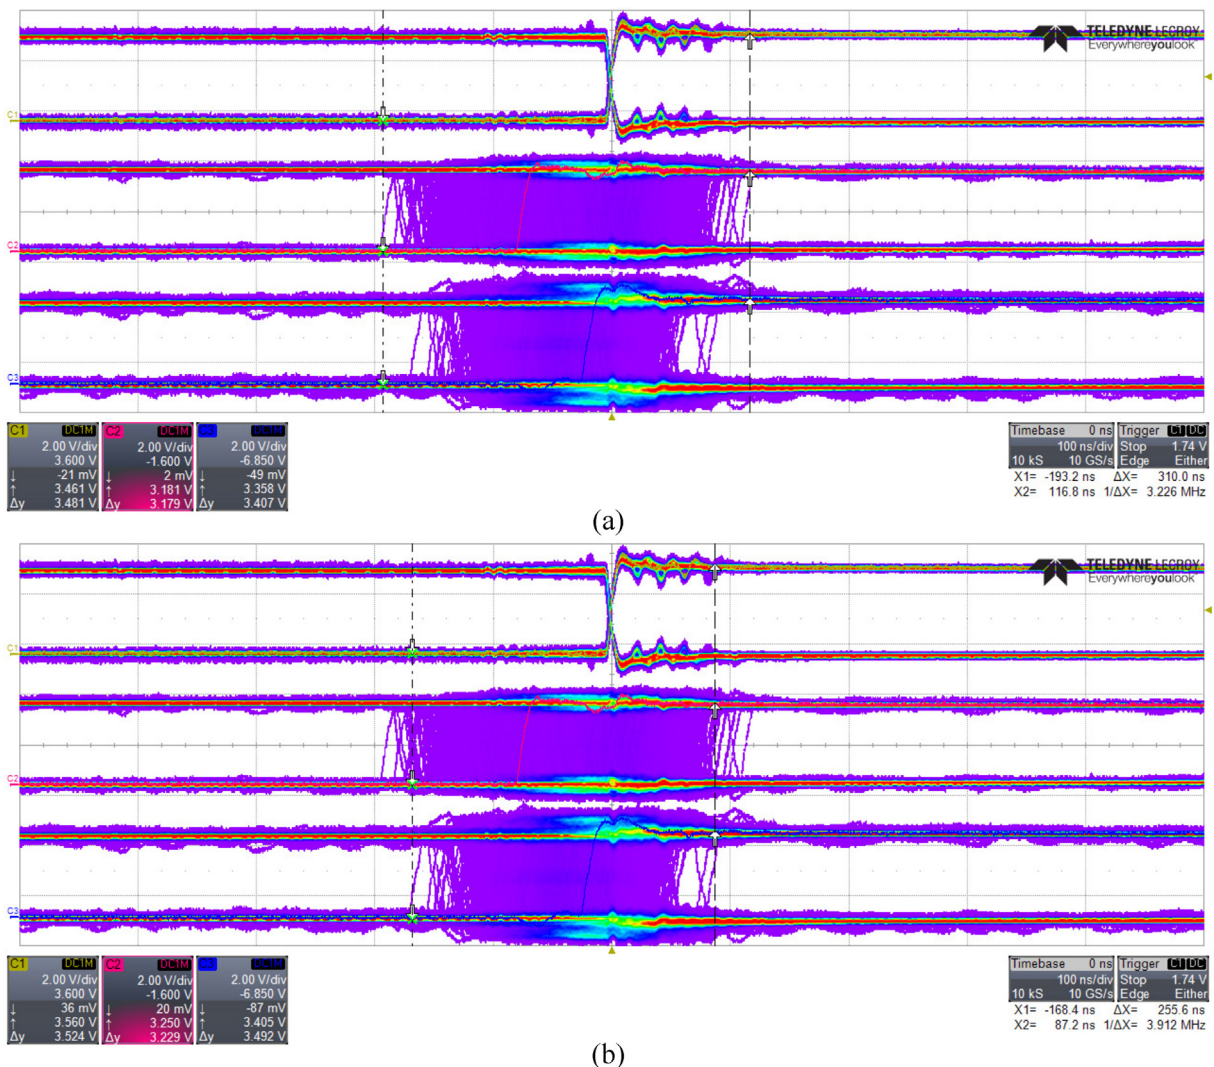 TELEDYNE LECROY
Everywhereyoulook
C1
C2
C3
C1 DC1M
2.00 V/div
3.600 V
↓ -21 mV
↑ 3.461 V
Δy 3.481 V
C2 DC1M
2.00 V/div
-1.600 V
↓ 2 mV
↑ 3.181 V
Δy 3.179 V
C3 DC1M
2.00 V/div
-6.850 V
↓ -49 mV
↑ 3.358 V
Δy 3.407 V
Timebase 0 ns
100 ns/div
10 kS 10 GS/s
Trigger C1 DC
Stop 1.74 V
Edge Either
X1= -193.2 ns ΔX= 310.0 ns
X2= 116.8 ns 1/ΔX= 3.226 MHz
(a)
TELEDYNE LECROY
Everywhereyoulook
C1
C2
C3
C1 DC1M
2.00 V/div
3.600 V
↓ 36 mV
↑ 3.560 V
Δy 3.524 V
C2 DC1M
2.00 V/div
-1.600 V
↓ 20 mV
↑ 3.250 V
Δy 3.229 V
C3 DC1M
2.00 V/div
-6.850 V
↓ -87 mV
↑ 3.405 V
Δy 3.492 V
Timebase 0 ns
100 ns/div
10 kS 10 GS/s
Trigger C1 DC
Stop 1.74 V
Edge Either
X1= -168.4 ns ΔX= 255.6 ns
X2= 87.2 ns 1/ΔX= 3.912 MHz
(b)